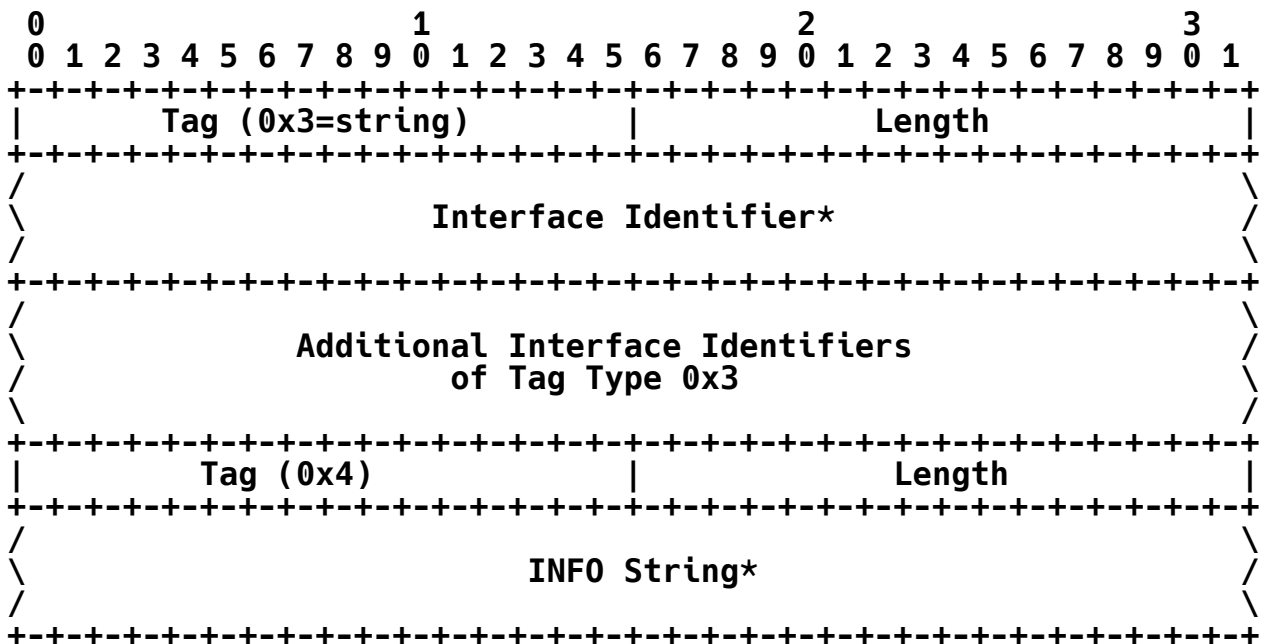 0                   1                   2                   3
 0 1 2 3 4 5 6 7 8 9 0 1 2 3 4 5 6 7 8 9 0 1 2 3 4 5 6 7 8 9 0 1
+-+-+-+-+-+-+-+-+-+-+-+-+-+-+-+-+-+-+-+-+-+-+-+-+-+-+-+-+-+-+-+-+
|       Tag (0x3=string)        |            Length             |
+-+-+-+-+-+-+-+-+-+-+-+-+-+-+-+-+-+-+-+-+-+-+-+-+-+-+-+-+-+-+-+-+
/                                                               \
\                     Interface Identifier*                     /
/                                                               \
+-+-+-+-+-+-+-+-+-+-+-+-+-+-+-+-+-+-+-+-+-+-+-+-+-+-+-+-+-+-+-+-+
/                                                               \
\              Additional Interface Identifiers                 /
/                      of Tag Type 0x3                          \
\                                                               /
+-+-+-+-+-+-+-+-+-+-+-+-+-+-+-+-+-+-+-+-+-+-+-+-+-+-+-+-+-+-+-+-+
|         Tag (0x4)             |             Length            |
+-+-+-+-+-+-+-+-+-+-+-+-+-+-+-+-+-+-+-+-+-+-+-+-+-+-+-+-+-+-+-+-+
/                                                               \
\                          INFO String*                         /
/                                                               \
+-+-+-+-+-+-+-+-+-+-+-+-+-+-+-+-+-+-+-+-+-+-+-+-+-+-+-+-+-+-+-+-+